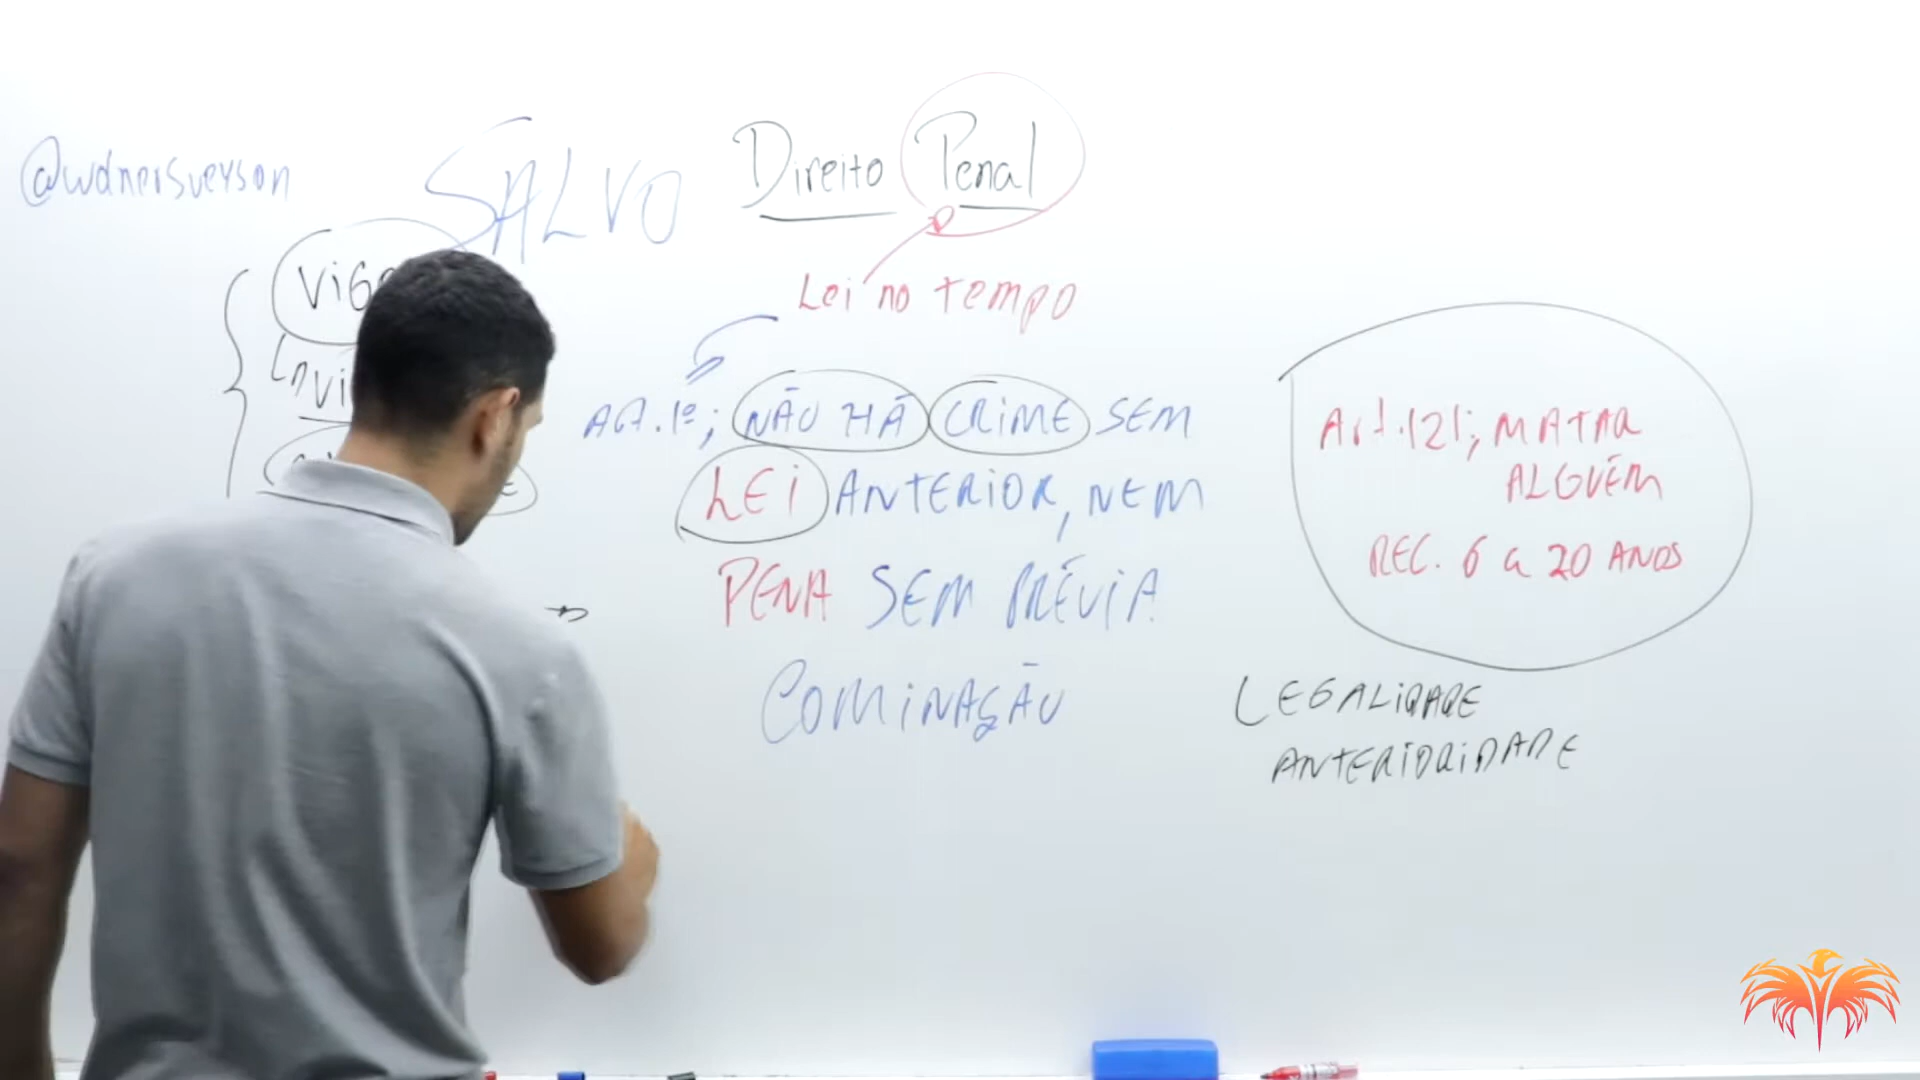 @wdnersveyson
SALVO
Direito Penal
Lei no tempo
Art. 1º; NÃO HÁ CRIME SEM
LEI ANTERIOR, NEM
PENA SEM PRÉVIA
COMINAÇÃO
Art. 121; MATAR
ALGUÉM
REC. 6 a 20 ANOS
LEGALIDADE
ANTERIORIDADE